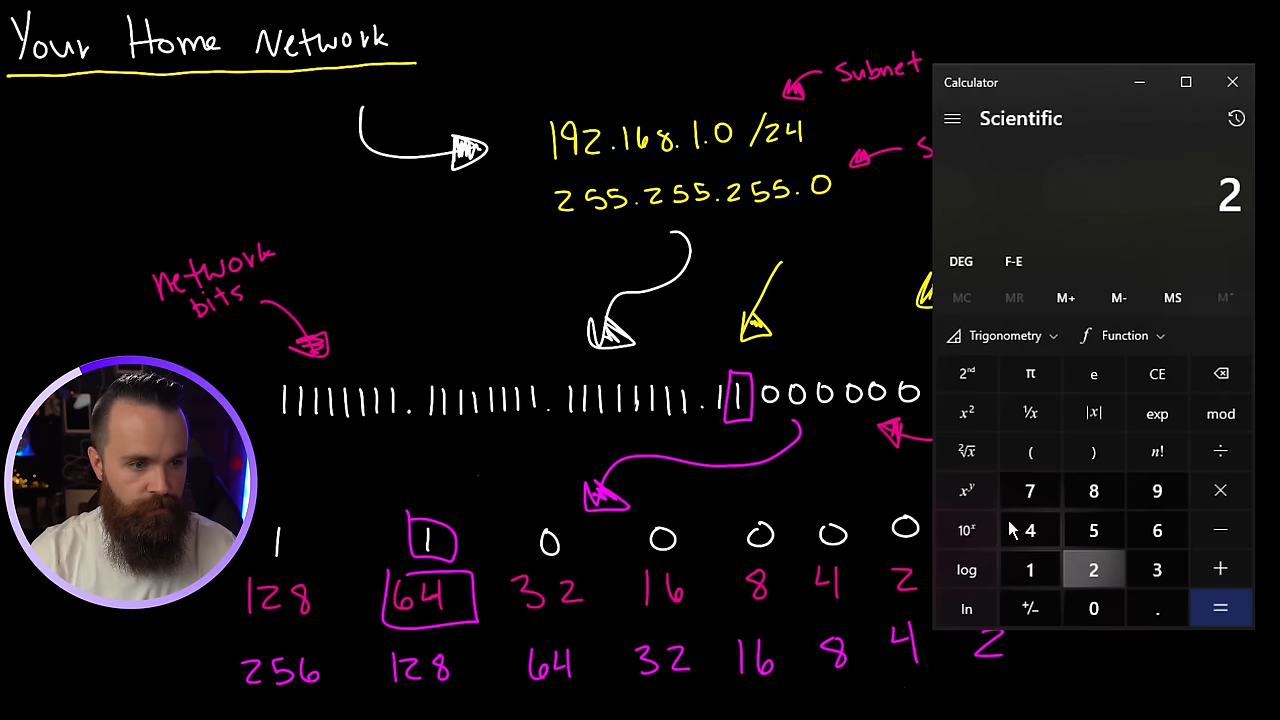 Your Home Network
Subnet
192.168.1.0 /24
S
255.255.255.0
network
bits
11111111.11111111.11111111.11000000
1 1 0 0 0 0 0
128 64 32 16 8 4 2
256 128 64 32 16 8 4 2
Calculator
Scientific
2
DEG F-E
MC MR M+ M- MS M˅
Trigonometry f Function
2ⁿᵈ π e CE
x² ¹/x |x| exp mod
²√x ( ) n! ÷
xʸ 7 8 9 ×
10ˣ 4 5 6 −
log 1 2 3 +
ln +/− 0 . =